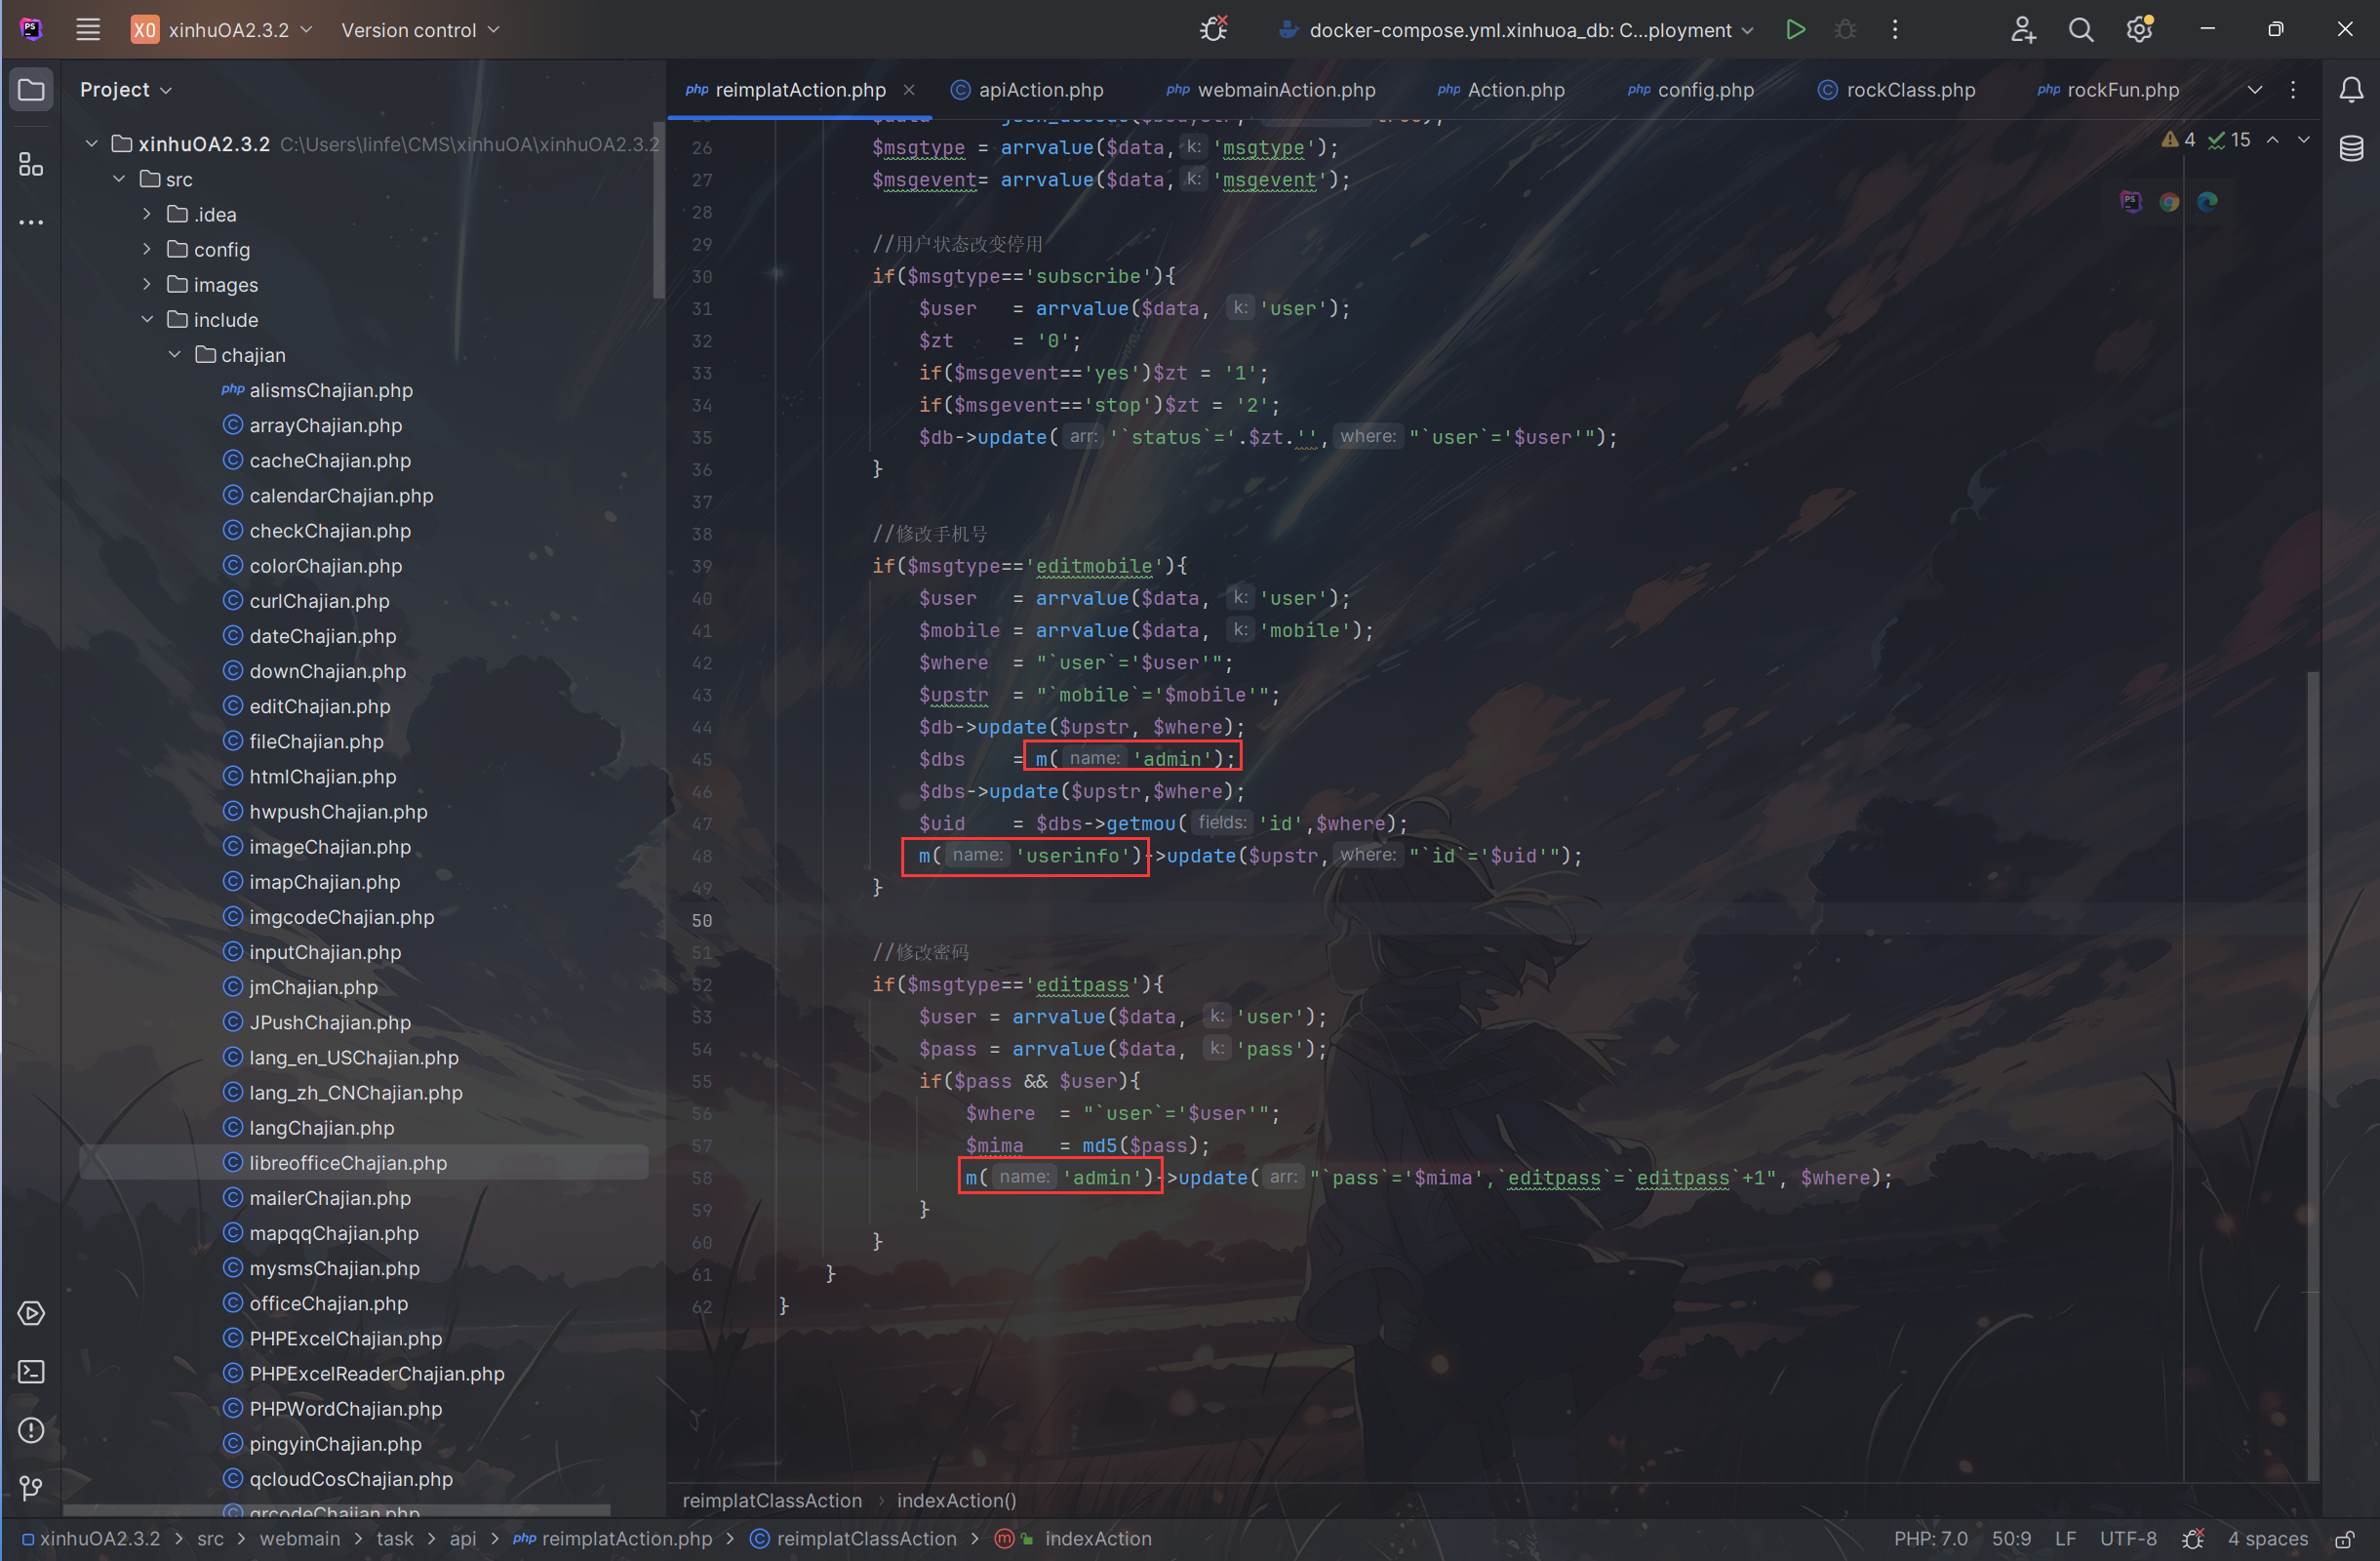 PS
XO xinhuOA2.3.2 Version control docker-compose.yml.xinhuoa_db: C...ployment
Project
reimplatAction.php apiAction.php webmainAction.php Action.php config.php rockClass.php rockFun.php
xinhuOA2.3.2 C:\Users\linfe\CMS\xinhuOA\xinhuOA2.3.2
src
.idea
config
images
include
chajian
alismsChajian.php
arrayChajian.php
cacheChajian.php
calendarChajian.php
checkChajian.php
colorChajian.php
curlChajian.php
dateChajian.php
downChajian.php
editChajian.php
fileChajian.php
htmlChajian.php
hwpushChajian.php
imageChajian.php
imapChajian.php
imgcodeChajian.php
inputChajian.php
jmChajian.php
JPushChajian.php
lang_en_USChajian.php
lang_zh_CNChajian.php
langChajian.php
libreofficeChajian.php
mailerChajian.php
mapqqChajian.php
mysmsChajian.php
officeChajian.php
PHPExcelChajian.php
PHPExcelReaderChajian.php
PHPWordChajian.php
pingyinChajian.php
qcloudCosChajian.php
qrcodeChajian.php
4 15
26 $msgtype = arrvalue($data, k: 'msgtype');
27 $msgevent= arrvalue($data, k: 'msgevent');
28
29 //用户状态改变停用
30 if($msgtype=='subscribe'){
31 $user = arrvalue($data, k: 'user');
32 $zt = '0';
33 if($msgevent=='yes')$zt = '1';
34 if($msgevent=='stop')$zt = '2';
35 $db->update( arr: '`status`='.$zt.'', where: "`user`='$user'");
36 }
37
38 //修改手机号
39 if($msgtype=='editmobile'){
40 $user = arrvalue($data, k: 'user');
41 $mobile = arrvalue($data, k: 'mobile');
42 $where = "`user`='$user'";
43 $upstr = "`mobile`='$mobile'";
44 $db->update($upstr, $where);
45 $dbs = m( name: 'admin');
46 $dbs->update($upstr,$where);
47 $uid = $dbs->getmou( fields: 'id',$where);
48 m( name: 'userinfo')->update($upstr, where: "`id`='$uid'");
49 }
50
51 //修改密码
52 if($msgtype=='editpass'){
53 $user = arrvalue($data, k: 'user');
54 $pass = arrvalue($data, k: 'pass');
55 if($pass && $user){
56 $where = "`user`='$user'";
57 $mima = md5($pass);
58 m( name: 'admin')->update( arr: "`pass`='$mima',`editpass`=`editpass`+1", $where);
59 }
60 }
61 }
62 }
reimplatClassAction › indexAction()
xinhuOA2.3.2 > src > webmain > task > api > php reimplatAction.php > reimplatClassAction > indexAction PHP: 7.0 50:9 LF UTF-8 4 spaces